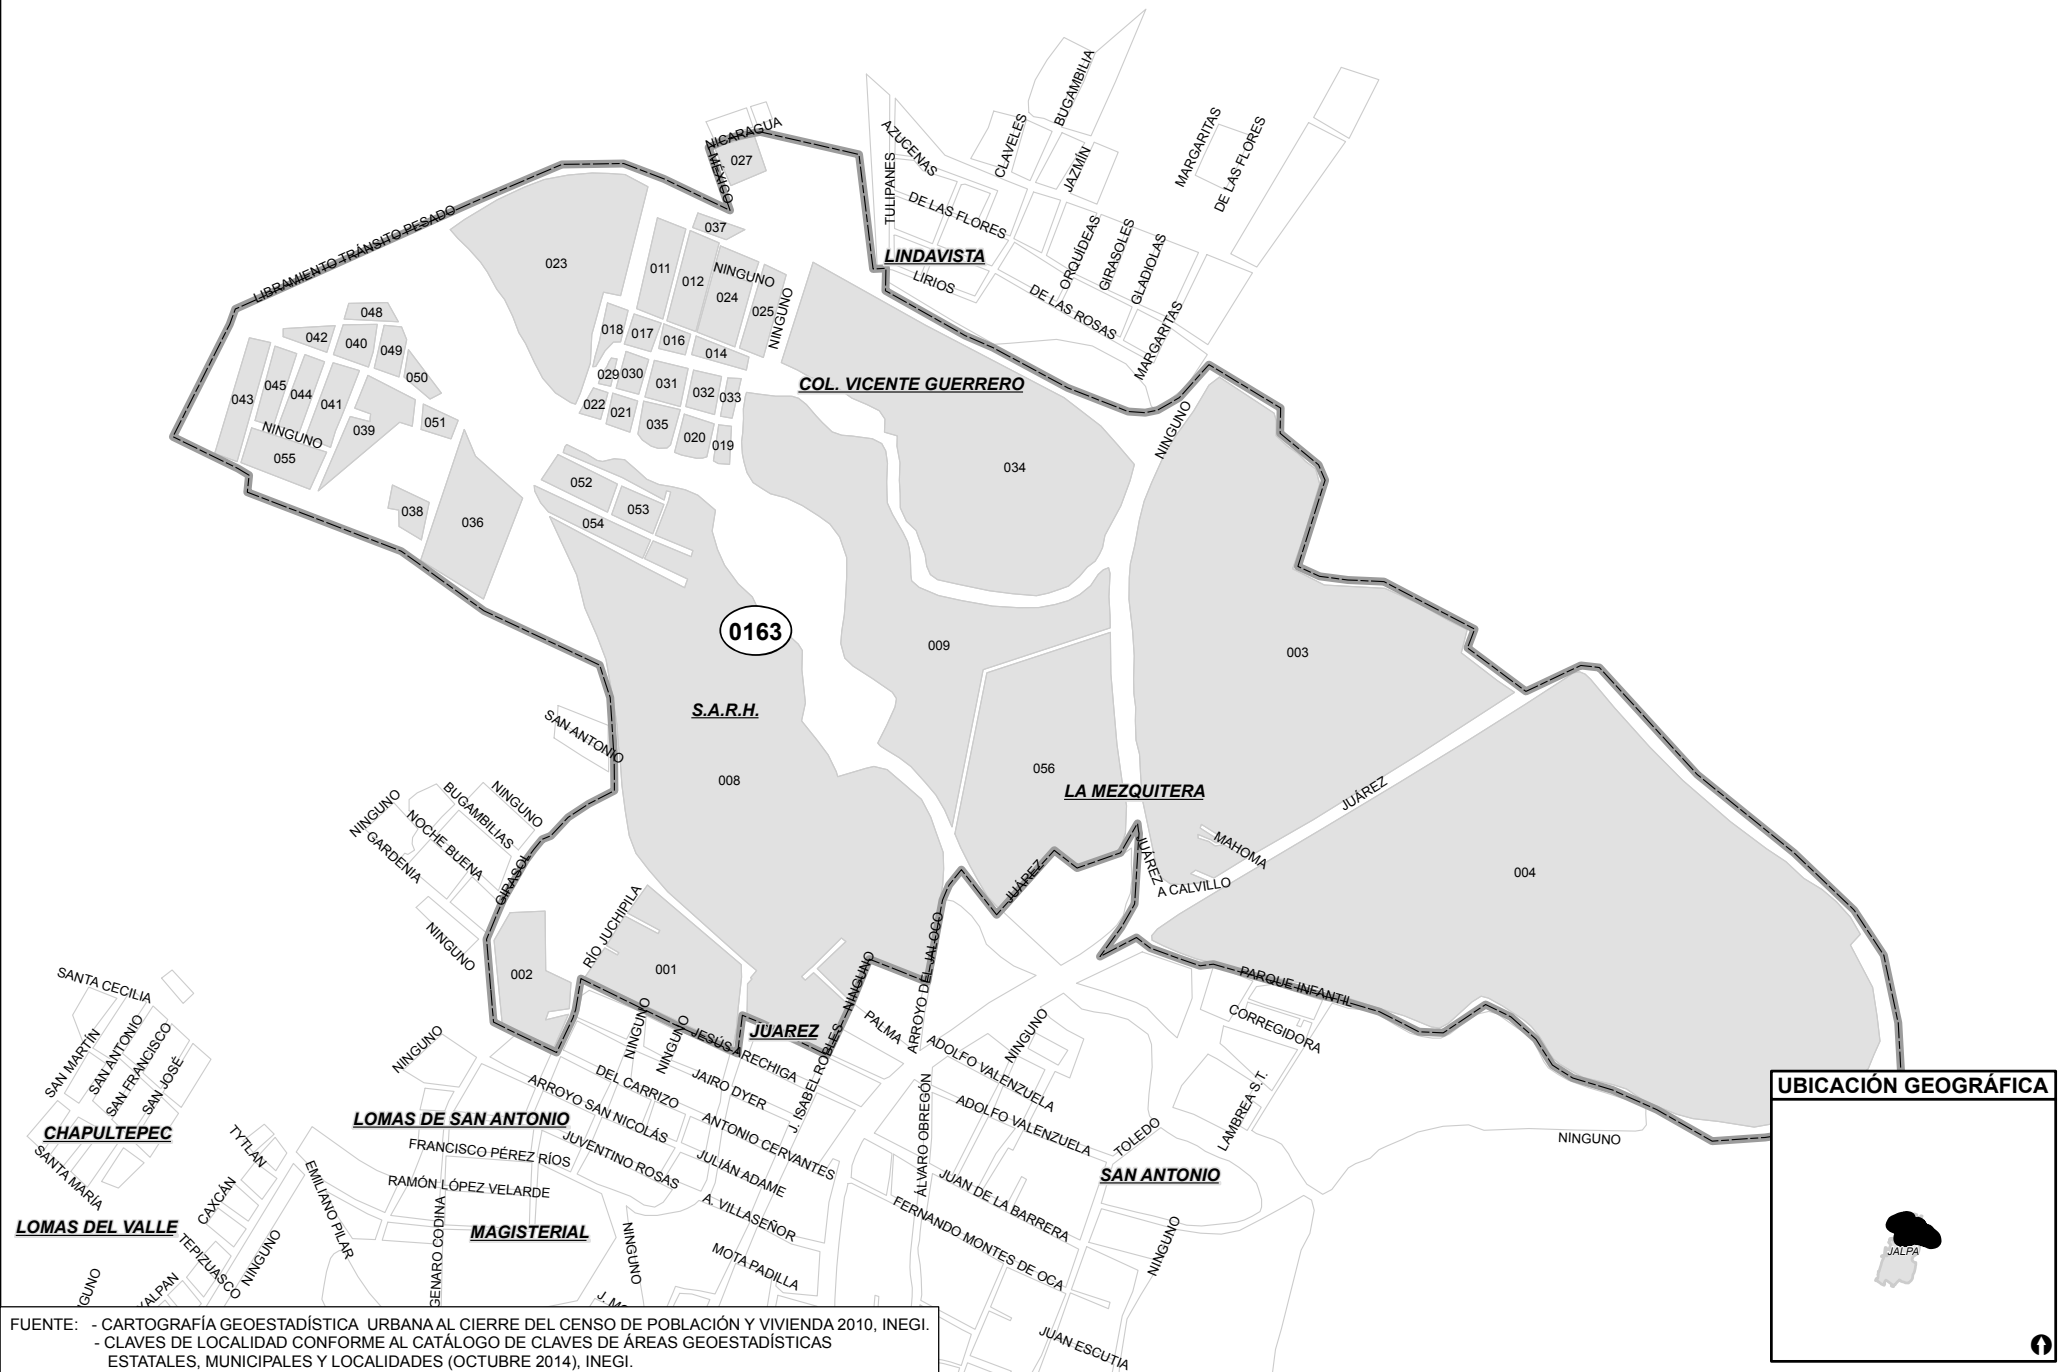 BUGAMBILIA
CLAVELES
AZUCENAS
TULIPANES
JAZMÍN
MARGARITAS
DE LAS FLORES
DE LAS FLORES
LINDAVISTA
LIRIOS
ORQUÍDEAS
GIRASOLES
GLADIOLAS
DE LAS ROSAS
MARGARITAS
NICARAGUA
027
MÉXICO
037
LIBRAMIENTO TRÁNSITO PESADO
023
011
012
NINGUNO
024
025
NINGUNO
018
017
016
014
048
042
040
049
050
043
045
044
041
NINGUNO
039
051
055
029
030
031
032
033
022
021
035
020
019
COL. VICENTE GUERRERO
034
NINGUNO
038
036
052
053
054
0163
009
003
S.A.R.H.
008
056
LA MEZQUITERA
SAN ANTONIO
NINGUNO
BUGAMBILIAS
NINGUNO
NOCHE BUENA
GARDENIA
GIRASOL
NINGUNO
JUÁREZ
MAHOMA
JUÁREZ
A CALVILLO
JUÁREZ
004
RÍO JUCHIPILA
002
001
NINGUNO
ARROYO DEL JALOCO
PARQUE INFANTIL
CORREGIDORA
SANTA CECILIA
SAN MARTÍN
SAN ANTONIO
SAN FRANCISCO
SAN JOSÉ
CHAPULTEPEC
SANTA MARÍA
LOMAS DEL VALLE
NINGUNO
NINGUNO
NINGUNO
JESÚS ARECHIGA
JUAREZ
J. ISABEL ROBLES
PALMA
ADOLFO VALENZUELA
NINGUNO
JAIRO DYER
DEL CARRIZO
ARROYO SAN NICOLÁS
LOMAS DE SAN ANTONIO
ANTONIO CERVANTES
ÁLVARO OBREGÓN
ADOLFO VALENZUELA
TOLEDO
LAMBREA S.T.
NINGUNO
SAN ANTONIO
TYTLAN
CAXCÁN
TEPIZUASCO
NINGUNO
EMILIANO PILAR
FRANCISCO PÉREZ RÍOS
JUVENTINO ROSAS
JULIÁN ADAME
RAMÓN LÓPEZ VELARDE
A. VILLASEÑOR
MAGISTERIAL
GENARO CODINA
NINGUNO
MOTA PADILLA
JUAN DE LA BARRERA
FERNANDO MONTES DE OCA
NINGUNO
JUAN ESCUTIA
UBICACIÓN GEOGRÁFICA
JALPA
FUENTE: - CARTOGRAFÍA GEOESTADÍSTICA URBANA AL CIERRE DEL CENSO DE POBLACIÓN Y VIVIENDA 2010, INEGI.
- CLAVES DE LOCALIDAD CONFORME AL CATÁLOGO DE CLAVES DE ÁREAS GEOESTADÍSTICAS
ESTATALES, MUNICIPALES Y LOCALIDADES (OCTUBRE 2014), INEGI.